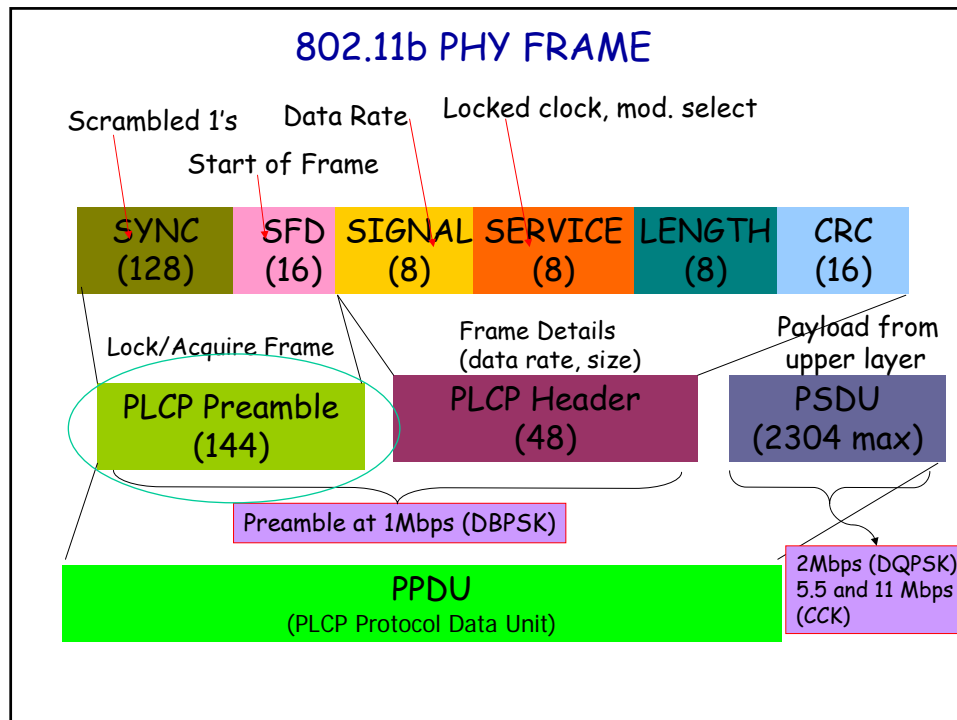 802.11b PHY FRAME
Scrambled 1's
Data Rate
Locked clock, mod. select
Start of Frame
SYNC
(128)
SFD
(16)
SIGNAL
(8)
SERVICE
(8)
LENGTH
(8)
CRC
(16)
Lock/Acquire Frame
Frame Details
(data rate, size)
Payload from
upper layer
PLCP Preamble
(144)
PLCP Header
(48)
PSDU
(2304 max)
Preamble at 1Mbps (DBPSK)
2Mbps (DQPSK)
5.5 and 11 Mbps
(CCK)
PPDU
(PLCP Protocol Data Unit)